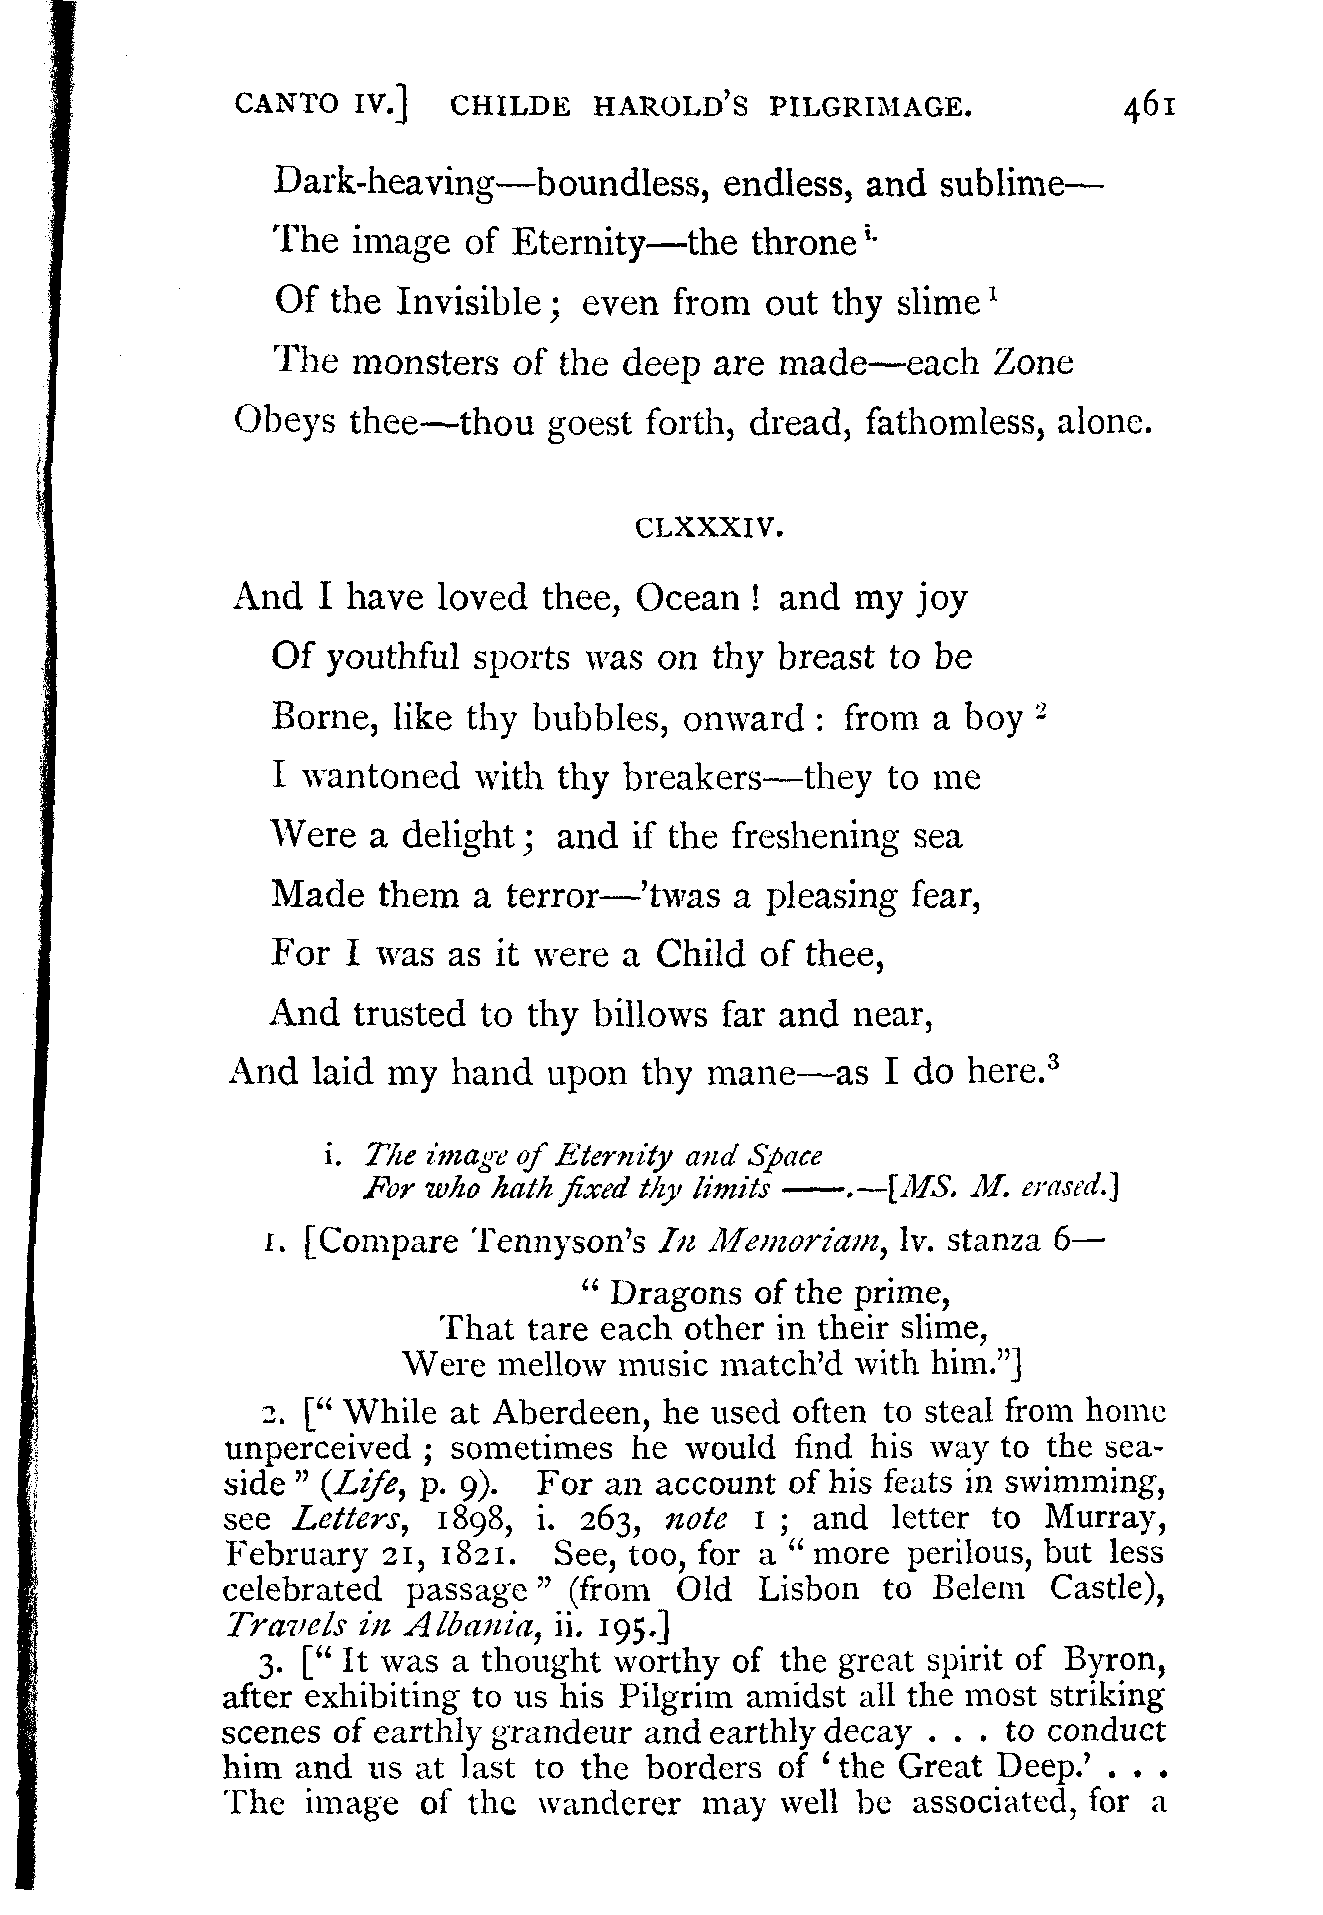 CANTO IV.] CHILDE HAROLD'S PILGRIMAGE. 461
Dark-heaving—boundless, endless, and sublime—
The image of Eternity—the throne i.
Of the Invisible; even from out thy slime 1
The monsters of the deep are made—each Zone
Obeys thee—thou goest forth, dread, fathomless, alone.
CLXXXIV.
And I have loved thee, Ocean! and my joy
Of youthful sports was on thy breast to be
Borne, like thy bubbles, onward: from a boy 2
I wantoned with thy breakers—they to me
Were a delight; and if the freshening sea
Made them a terror—'twas a pleasing fear,
For I was as it were a Child of thee,
And trusted to thy billows far and near,
And laid my hand upon thy mane—as I do here.3
i. The image of Eternity and Space
For who hath fixed thy limits ——.—[MS. M. erased.]
1. [Compare Tennyson's In Memoriam, lv. stanza 6—
"Dragons of the prime,
That tare each other in their slime,
Were mellow music match'd with him."]
2. ["While at Aberdeen, he used often to steal from home
unperceived; sometimes he would find his way to the sea-
side" (Life, p. 9). For an account of his feats in swimming,
see Letters, 1898, i. 263, note 1; and letter to Murray,
February 21, 1821. See, too, for a "more perilous, but less
celebrated passage" (from Old Lisbon to Belem Castle),
Travels in Albania, ii. 195.]
3. ["It was a thought worthy of the great spirit of Byron,
after exhibiting to us his Pilgrim amidst all the most striking
scenes of earthly grandeur and earthly decay . . . to conduct
him and us at last to the borders of 'the Great Deep.' . . .
The image of the wanderer may well be associated, for a